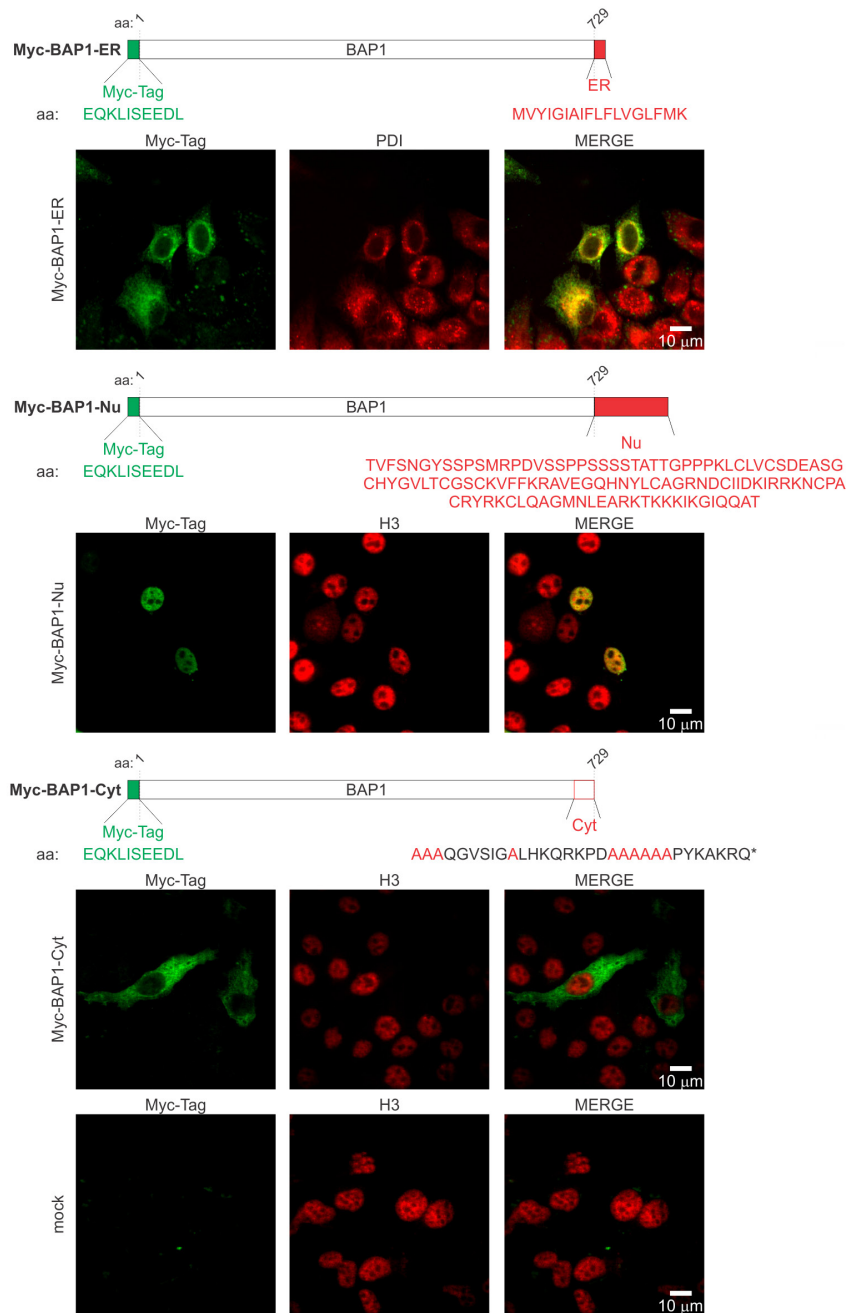 aa: 1 729
Myc-BAP1-ER BAP1
Myc-Tag ER
aa: EQKLISEEDL MVYIGIAIFLFLVGLFMK
Myc-Tag PDI MERGE
Myc-BAP1-ER
10 μm
aa: 1 729
Myc-BAP1-Nu BAP1
Myc-Tag Nu
aa: EQKLISEEDL TVFSNGYSSPSMRPDVSSPPSSSSTATTGPPPKLCLVCSDEASG
CHYGVLTCGSCKVFFKRAVEGQHNYLCAGRNDCIIDKIRRKNCPA
CRYRKCLQAGMNLEARKTKKKIKGIQQAT
Myc-Tag H3 MERGE
Myc-BAP1-Nu
10 μm
aa: 1 729
Myc-BAP1-Cyt BAP1
Myc-Tag Cyt
aa: EQKLISEEDL AAAQGVSIGALHKQRKPDAAAAAAPYKAKRQ*
Myc-Tag H3 MERGE
Myc-BAP1-Cyt
10 μm
Myc-Tag H3 MERGE
mock
10 μm